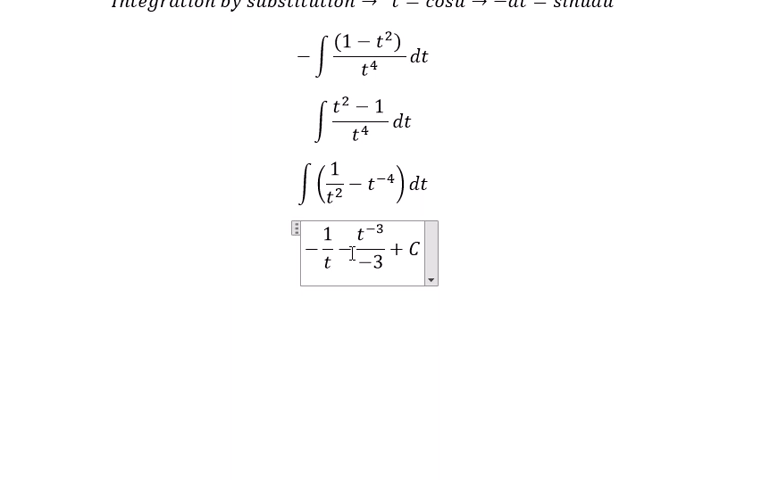 Integration by substitution → t = cosu → −dt = sinudu
−∫ (1 − t²)/t⁴ dt
∫ t² − 1/t⁴ dt
∫ (1/t² − t⁻⁴) dt
− 1/t − t⁻³/−3 + C